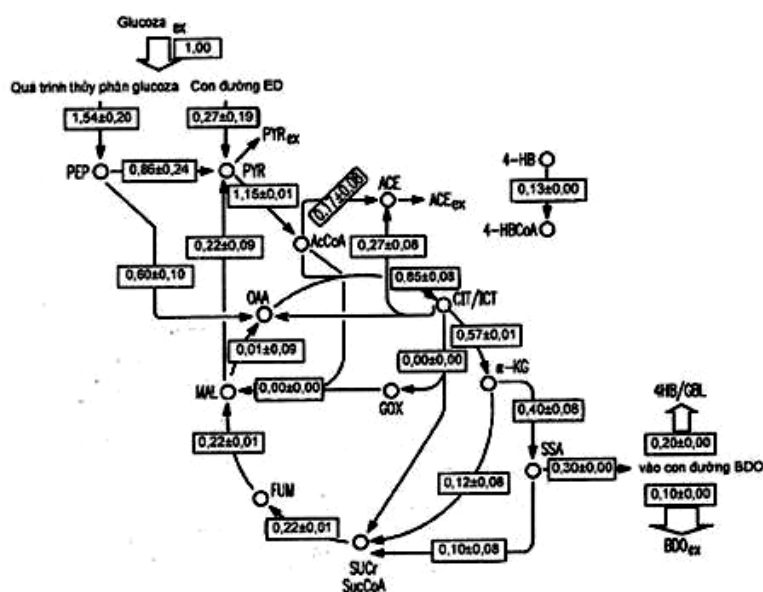 Glucoza ex
1,00
Quá trình thủy phân glucoza
Con đường ED
1,54±0,20
0,27±0,19
PYRex
PEP
0,86±0,24
PYR
1,15±0,01
0,17±0,08
ACE
ACEex
4-HB
0,13±0,00
4-HBCoA
0,22±0,09
AcCoA
0,27±0,08
0,60±0,10
OAA
0,85±0,08
CIT/ICT
0,01±0,09
0,57±0,01
0,00±0,00
α-KG
MAL
0,00±0,00
GOX
0,40±0,08
4HB/GBL
0,20±0,00
0,22±0,01
SSA
0,30±0,00
vào con đường BDO
0,12±0,08
0,10±0,00
FUM
0,22±0,01
0,10±0,08
BDOex
SUCr
SucCoA